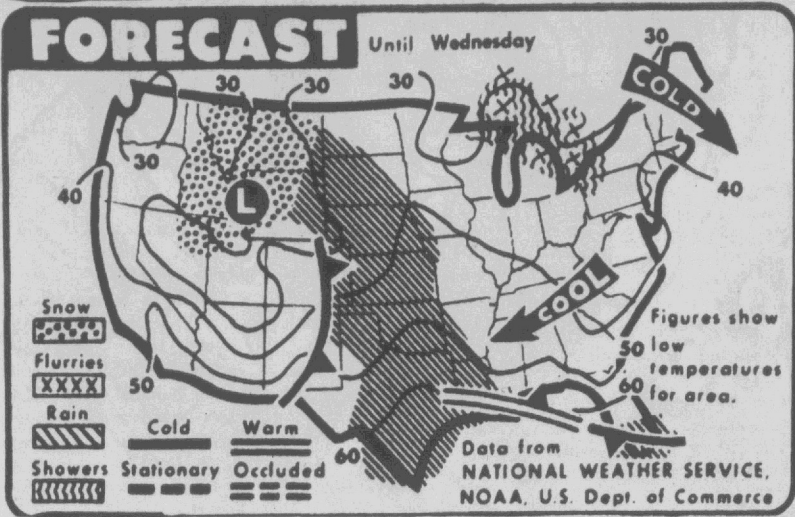 FORECAST
Until Wednesday
30
30
30
30
COLD
30
40
40
L
COOL
Snow
Flurries
XXXX
Rain
Showers
50
Cold
Warm
Stationary
Occluded
60
50
60
Figures show
low
temperatures
for area.
Data from
NATIONAL WEATHER SERVICE,
NOAA, U.S. Dept. of Commerce